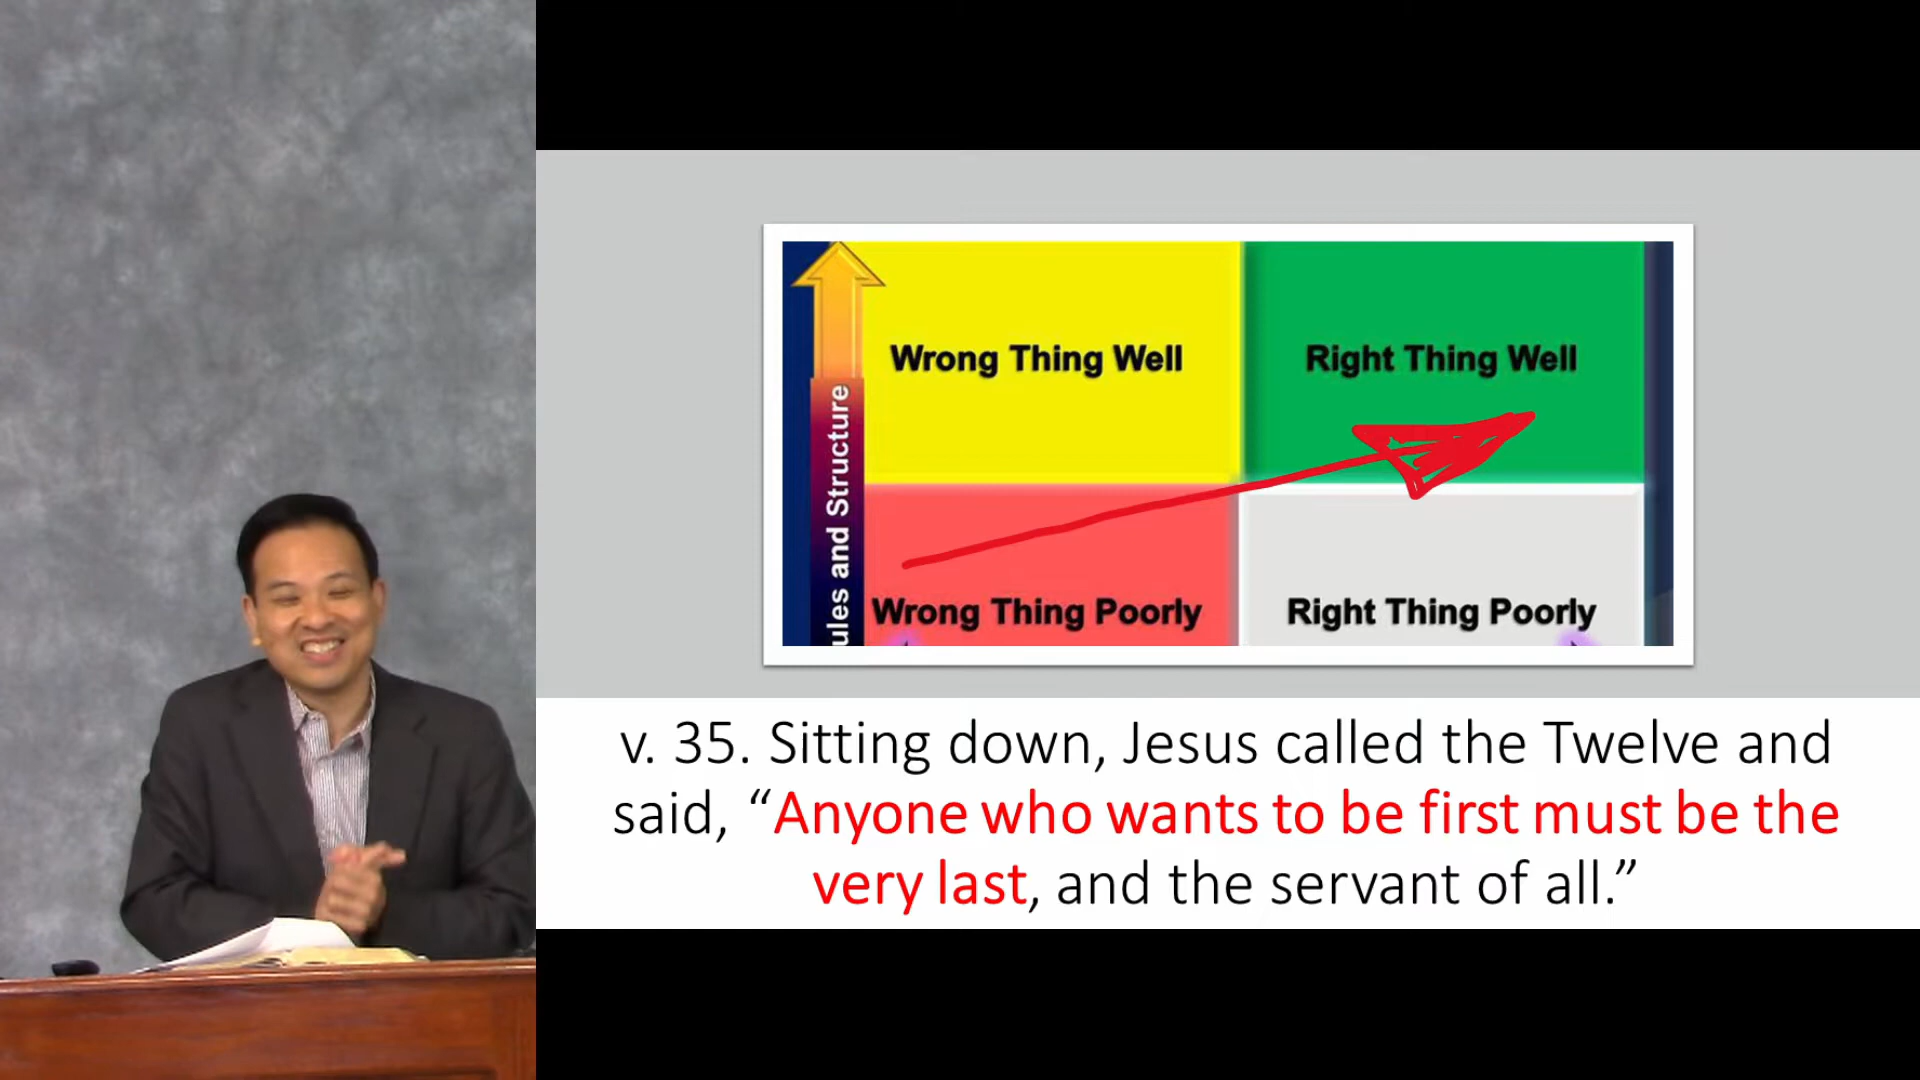 Wrong Thing Well
Right Thing Well
ules and Structure
Wrong Thing Poorly
Right Thing Poorly
v. 35. Sitting down, Jesus called the Twelve and
said, “Anyone who wants to be first must be the
very last, and the servant of all.”